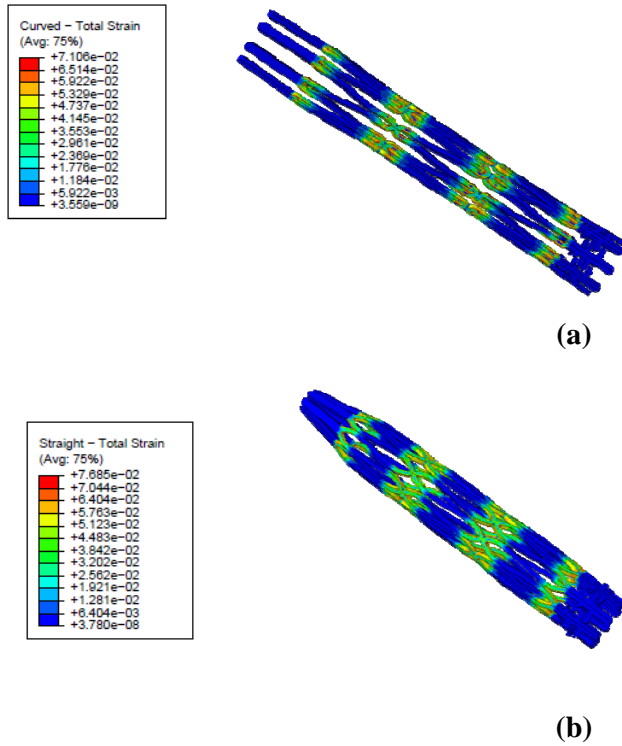 Curved – Total Strain
(Avg: 75%)
+7.106e−02
+6.514e−02
+5.922e−02
+5.329e−02
+4.737e−02
+4.145e−02
+3.553e−02
+2.961e−02
+2.369e−02
+1.776e−02
+1.184e−02
+5.922e−03
+3.559e−09
(a)
Straight – Total Strain
(Avg: 75%)
+7.685e−02
+7.044e−02
+6.404e−02
+5.763e−02
+5.123e−02
+4.483e−02
+3.842e−02
+3.202e−02
+2.562e−02
+1.921e−02
+1.281e−02
+6.404e−03
+3.780e−08
(b)